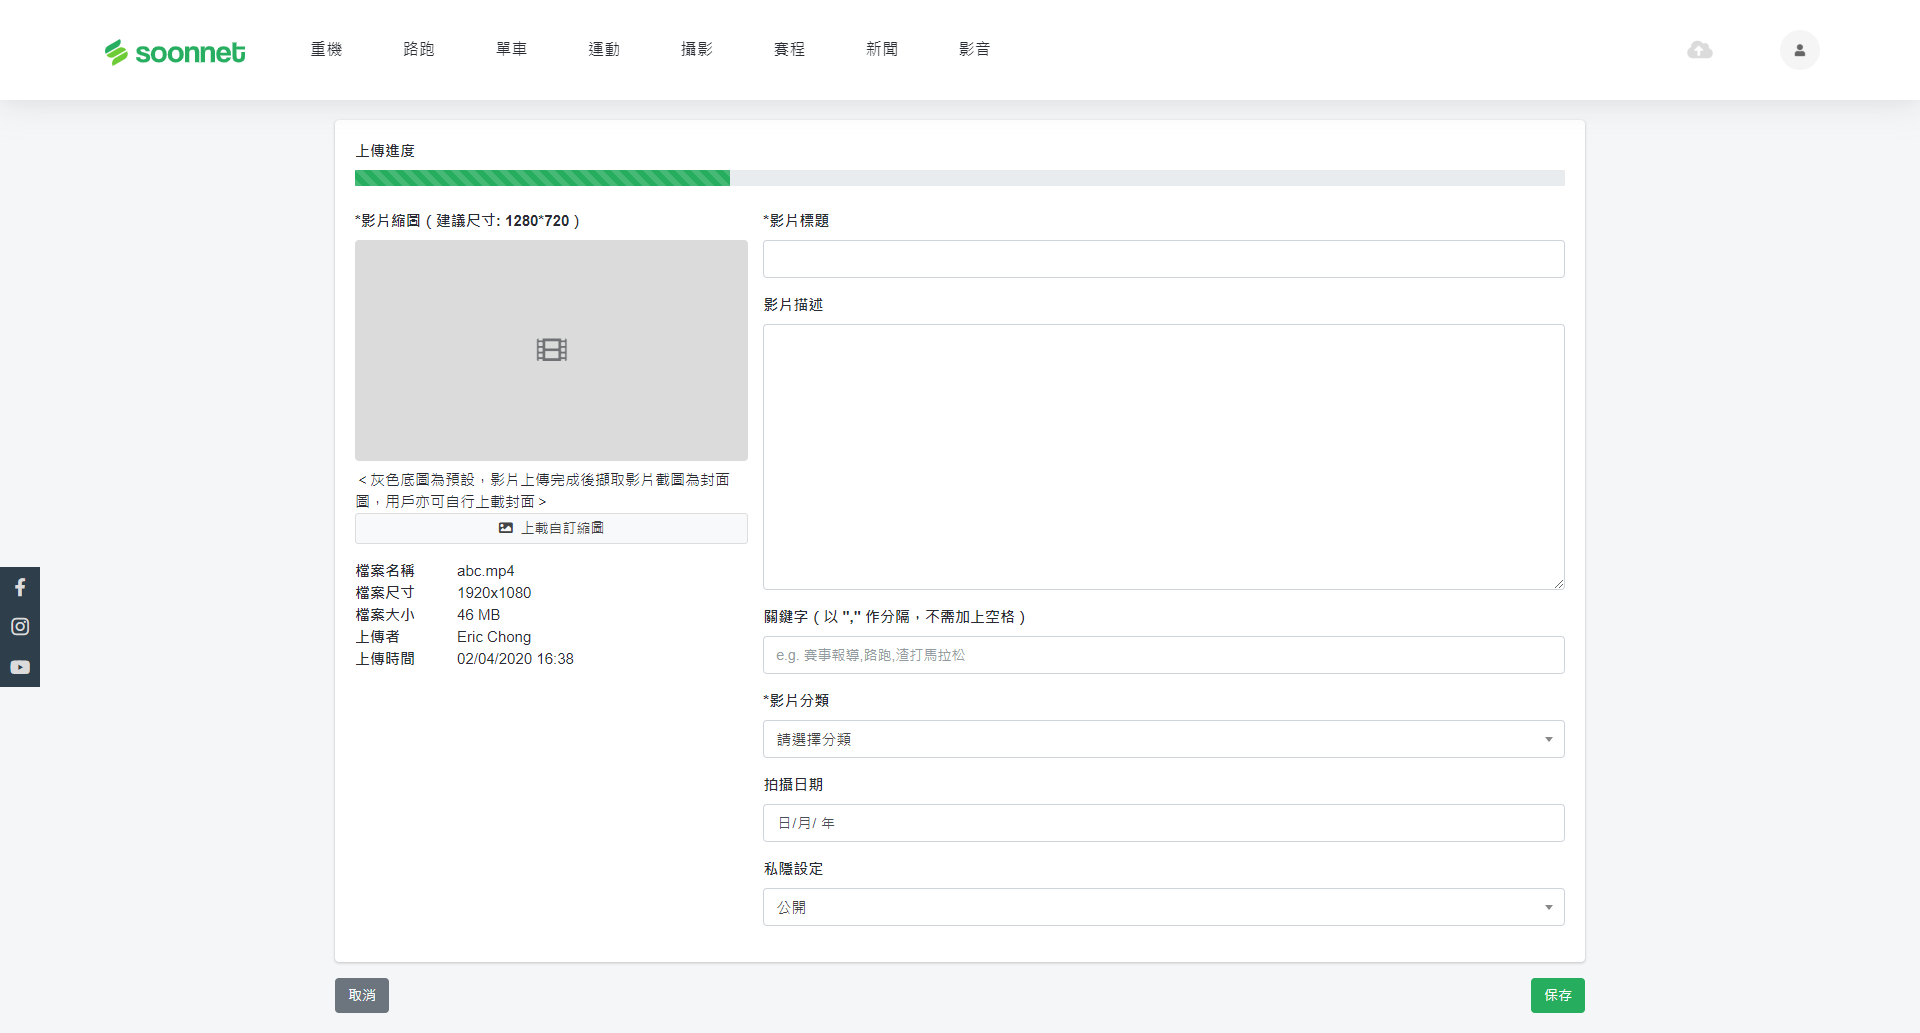 soonnet 重機 路跑 單車 運動 攝影 賽程 新聞 影音
上傳進度
*影片縮圖 ( 建議尺寸: 1280*720 )
＜灰色底圖為預設，影片上傳完成後擷取影片截圖為封面
圖，用戶亦可自行上載封面＞
上載自訂縮圖
檔案名稱 abc.mp4
檔案尺寸 1920x1080
檔案大小 46 MB
上傳者 Eric Chong
上傳時間 02/04/2020 16:38
*影片標題
影片描述
關鍵字 ( 以 "," 作分隔，不需加上空格 )
e.g. 賽事報導,路跑,渣打馬拉松
*影片分類
請選擇分類
拍攝日期
日/月/ 年
私隱設定
公開
取消
保存